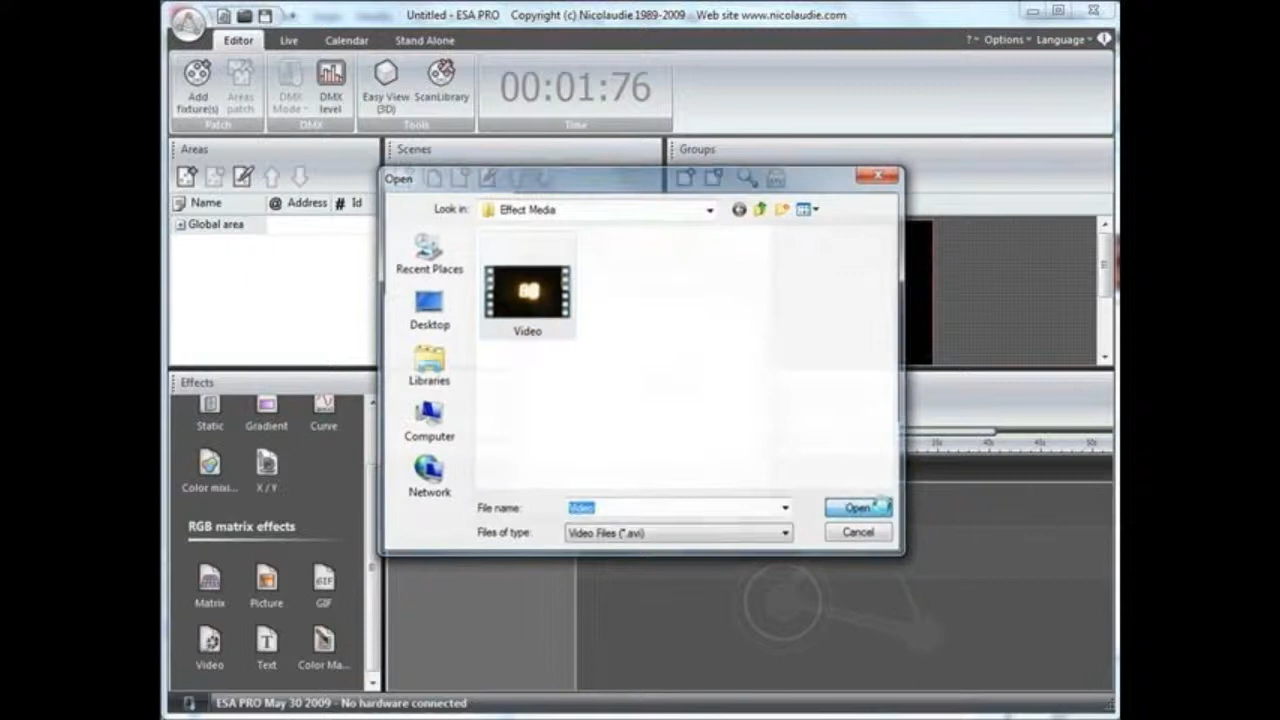 Untitled - ESA PRO Copyright (c) Nicolaudie 1989-2009 Web site www.nicolaudie.com
Editor Live Calendar Stand Alone ? Options Language
Add fixture(s) Areas patch DMX Mode DMX level Easy View (3D) ScanLibrary 00:01:76
Patch DMX Tools Time
Areas Scenes Groups
Open
Name @ Address # Id
Look in: Effect Media
Global area
Recent Places
Desktop
Video
Libraries
Computer
Network
Effects
Static Gradient Curve
Color mixi... X / Y
RGB matrix effects
Matrix Picture GIF
Video Text Color Ma...
File name: Video Open
Files of type: Video Files (*.avi) Cancel
35s 40s 45s 50s
ESA PRO May 30 2009 - No hardware connected